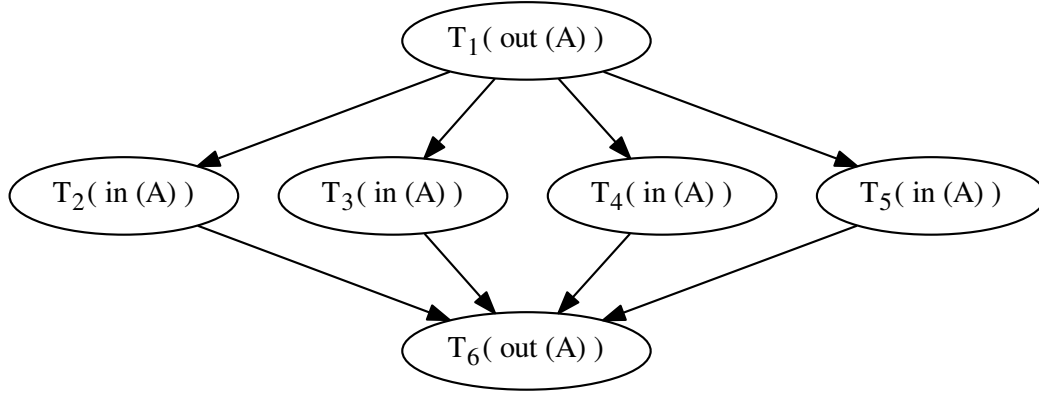 T1( out (A) )
T2( in (A) )
T3( in (A) )
T4( in (A) )
T5( in (A) )
T6( out (A) )